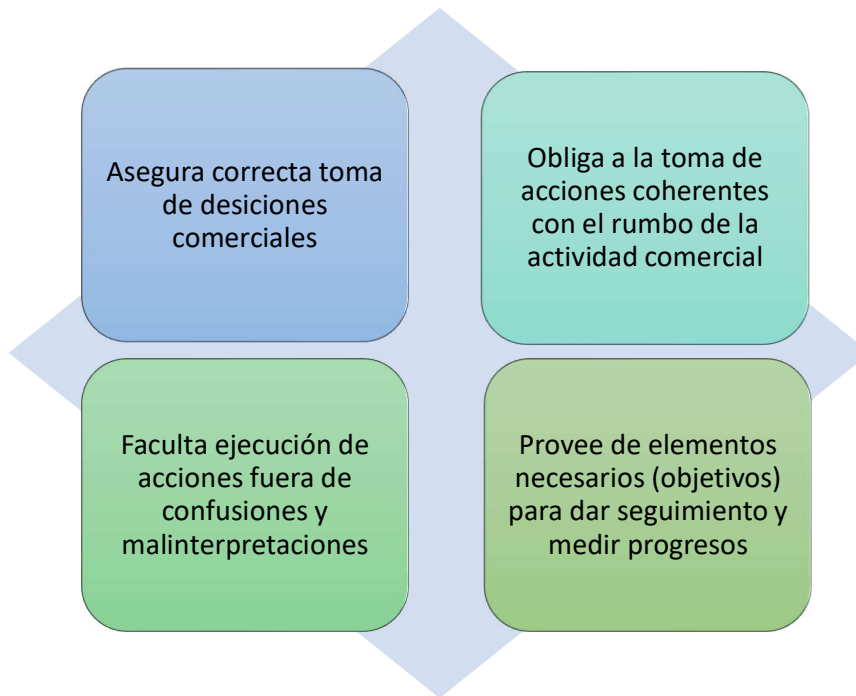 Asegura correcta toma
de desiciones
comerciales
Obliga a la toma de
acciones coherentes
con el rumbo de la
actividad comercial
Faculta ejecución de
acciones fuera de
confusiones y
malinterpretaciones
Provee de elementos
necesarios (objetivos)
para dar seguimiento y
medir progresos